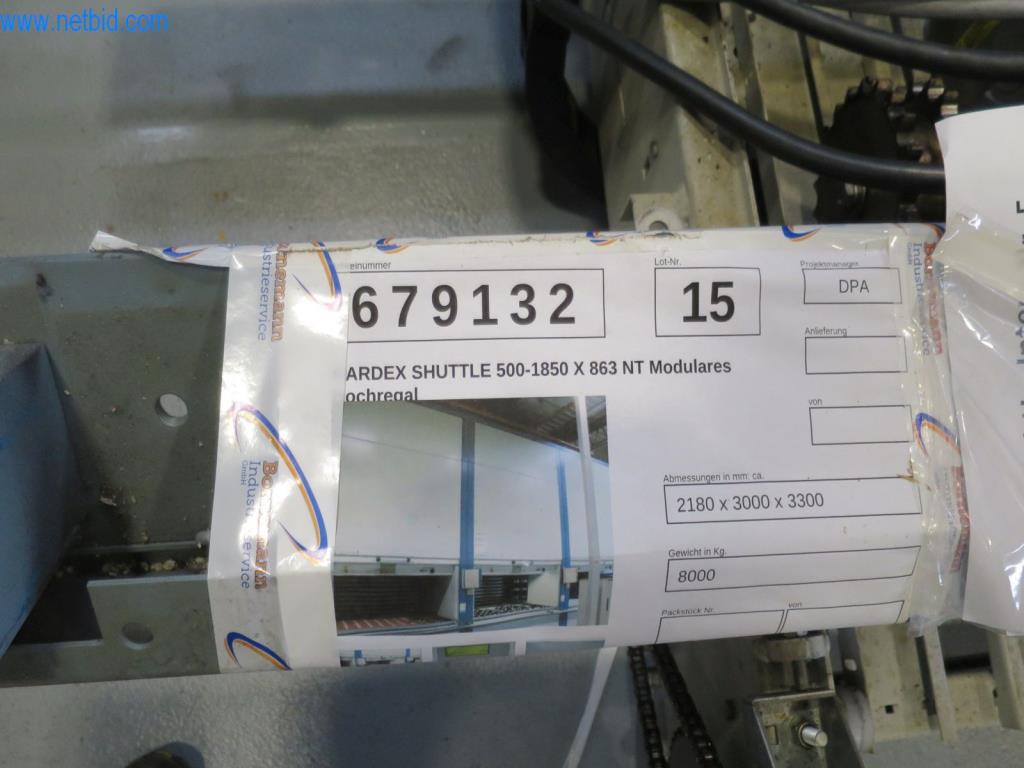 www.netbid.com
einummer
Lot-Nr.
Projektmanager
679132
15
DPA
Anlieferung
ARDEX SHUTTLE 500-1850 X 863 NT Modulares
ochregal
von
Abmessungen in mm: ca.
2180 x 3000 x 3300
Gewicht in Kg.
8000
Packstück Nr.
von
Industrieservice
GmbH